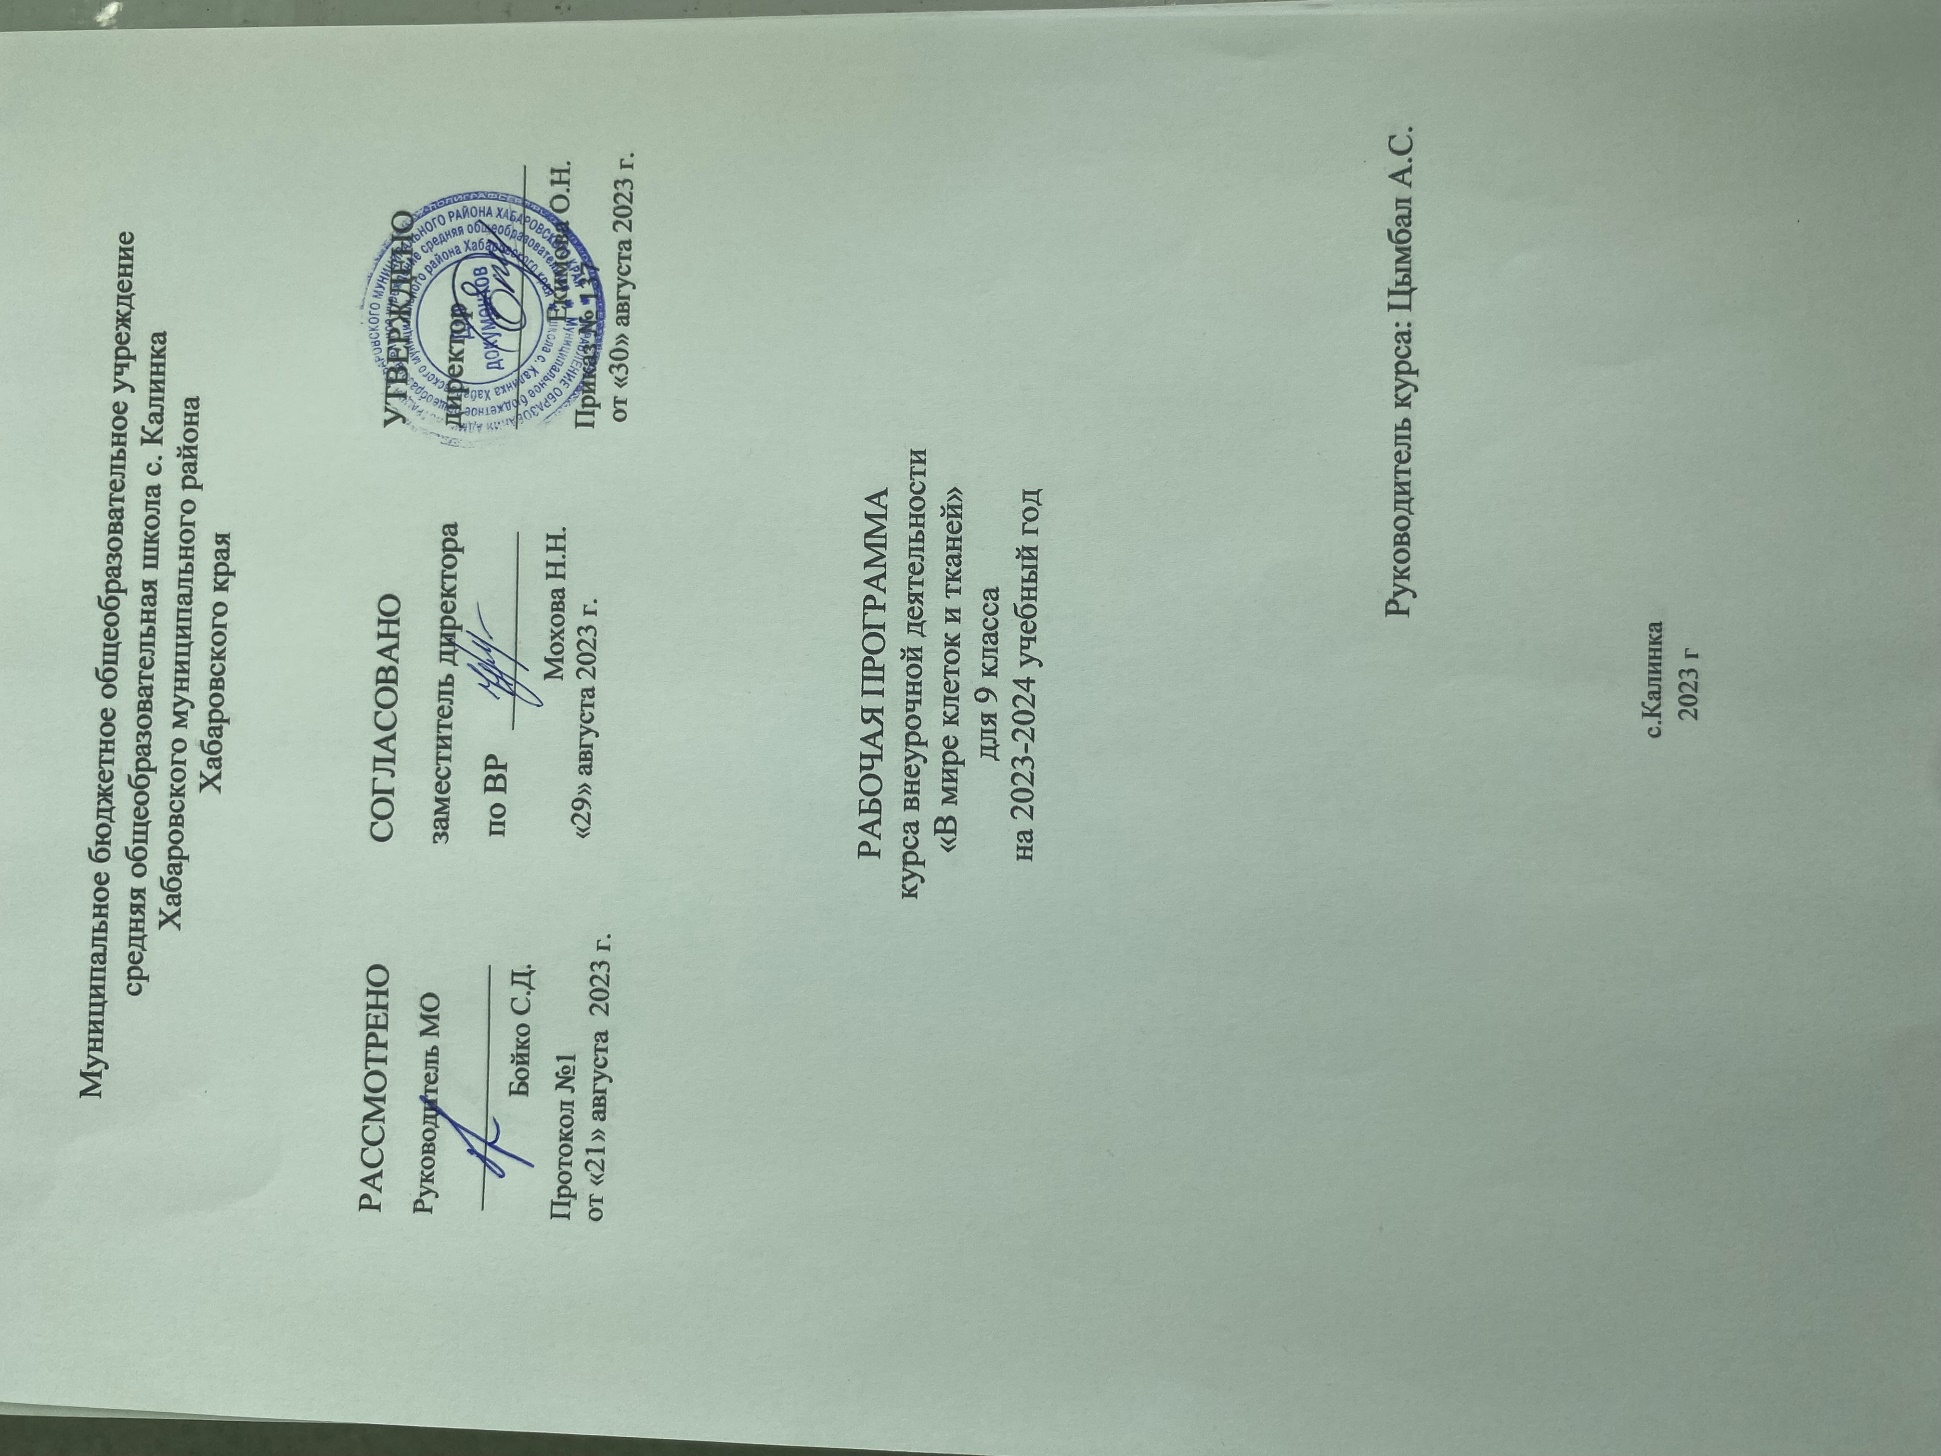 Муниципальное бюджетное общеобразовательное учреждение
средняя общеобразовательная школа с. Калинка
Хабаровского муниципального района
Хабаровского края
РАССМОТРЕНО
Руководитель МО
Бойко С.Д.
Протокол №1
от «21» августа 2023 г.
СОГЛАСОВАНО
заместитель директора
по ВР
Мохова Н.Н.
«29» августа 2023 г.
УТВЕРЖДЕНО
директор
Екимова О.Н.
Приказ № 137
от «30» августа 2023 г.
документов
РАБОЧАЯ ПРОГРАММА
курса внеурочной деятельности
«В мире клеток и тканей»
для 9 класса
на 2023-2024 учебный год
Руководитель курса: Цымбал А.С.
с.Калинка
2023 г